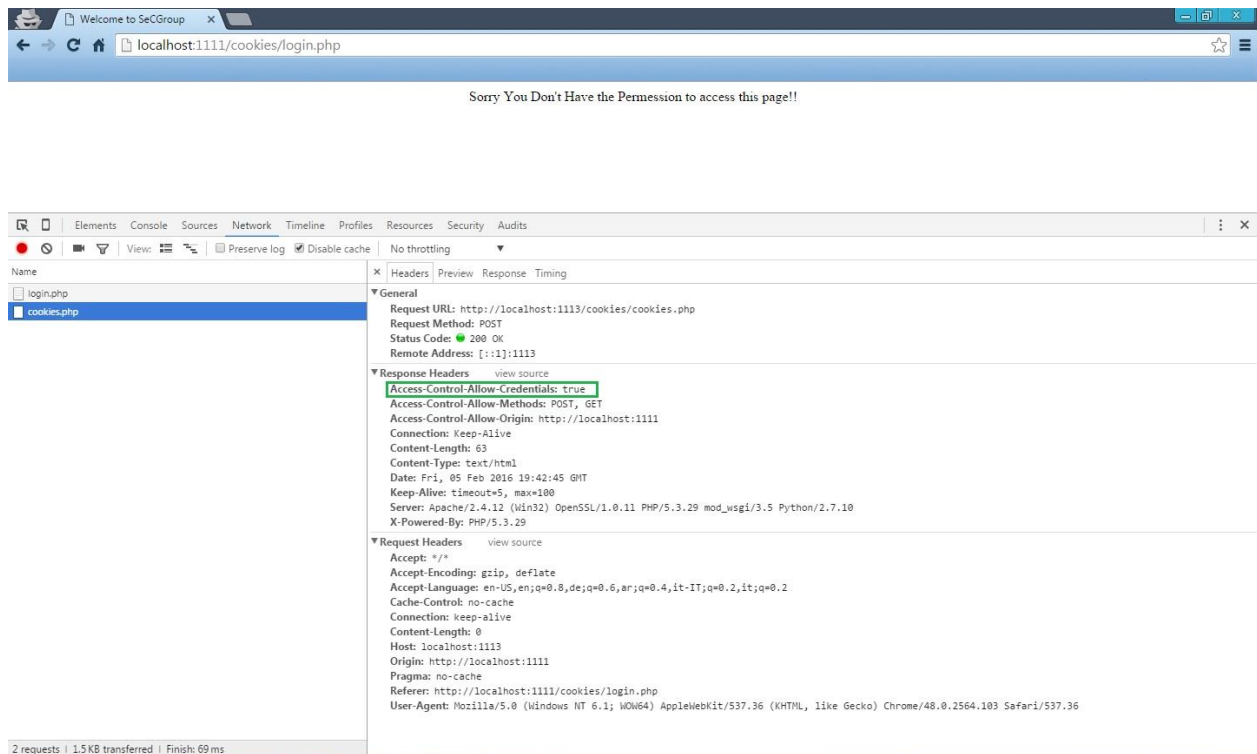 Welcome to SeCGroup
localhost:1111/cookies/login.php
Sorry You Don't Have the Permession to access this page!!
Elements Console Sources Network Timeline Profiles Resources Security Audits
View: Preserve log Disable cache No throttling
Name
Headers Preview Response Timing
login.php
cookies.php
General
Request URL: http://localhost:1113/cookies/cookies.php
Request Method: POST
Status Code: 200 OK
Remote Address: [::1]:1113
Response Headers view source
Access-Control-Allow-Credentials: true
Access-Control-Allow-Methods: POST, GET
Access-Control-Allow-Origin: http://localhost:1111
Connection: Keep-Alive
Content-Length: 63
Content-Type: text/html
Date: Fri, 05 Feb 2016 19:42:45 GMT
Keep-Alive: timeout=5, max=100
Server: Apache/2.4.12 (Win32) OpenSSL/1.0.1l PHP/5.3.29 mod_wsgi/3.5 Python/2.7.10
X-Powered-By: PHP/5.3.29
Request Headers view source
Accept: */*
Accept-Encoding: gzip, deflate
Accept-Language: en-US,en;q=0.8,de;q=0.6,ar;q=0.4,it-IT;q=0.2,it;q=0.2
Cache-Control: no-cache
Connection: keep-alive
Content-Length: 0
Host: localhost:1113
Origin: http://localhost:1111
Pragma: no-cache
Referer: http://localhost:1111/cookies/login.php
User-Agent: Mozilla/5.0 (Windows NT 6.1; WOW64) AppleWebKit/537.36 (KHTML, like Gecko) Chrome/48.0.2564.103 Safari/537.36
2 requests | 1.5 KB transferred | Finish: 69 ms